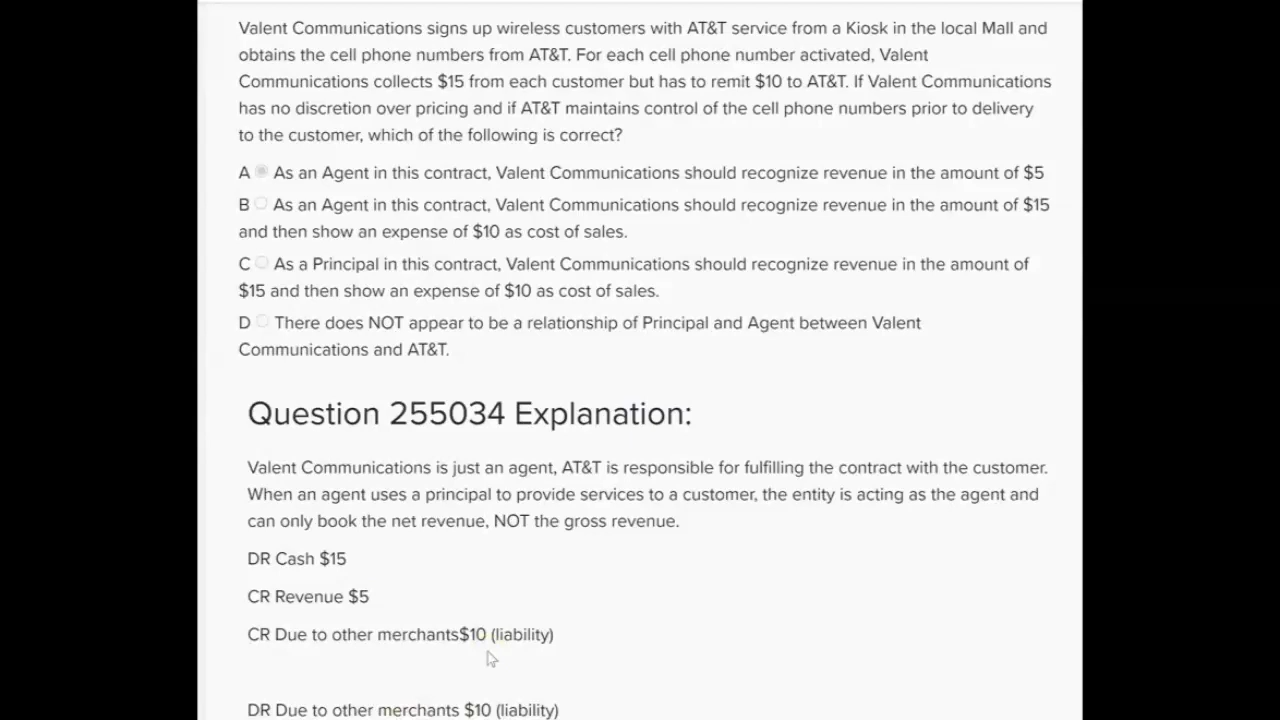 Valent Communications signs up wireless customers with AT&T service from a Kiosk in the local Mall and
obtains the cell phone numbers from AT&T. For each cell phone number activated, Valent
Communications collects $15 from each customer but has to remit $10 to AT&T. If Valent Communications
has no discretion over pricing and if AT&T maintains control of the cell phone numbers prior to delivery
to the customer, which of the following is correct?
A As an Agent in this contract, Valent Communications should recognize revenue in the amount of $5
B As an Agent in this contract, Valent Communications should recognize revenue in the amount of $15
and then show an expense of $10 as cost of sales.
C As a Principal in this contract, Valent Communications should recognize revenue in the amount of
$15 and then show an expense of $10 as cost of sales.
D There does NOT appear to be a relationship of Principal and Agent between Valent
Communications and AT&T.
Question 255034 Explanation:
Valent Communications is just an agent, AT&T is responsible for fulfilling the contract with the customer.
When an agent uses a principal to provide services to a customer, the entity is acting as the agent and
can only book the net revenue, NOT the gross revenue.
DR Cash $15
CR Revenue $5
CR Due to other merchants$10 (liability)
DR Due to other merchants $10 (liability)